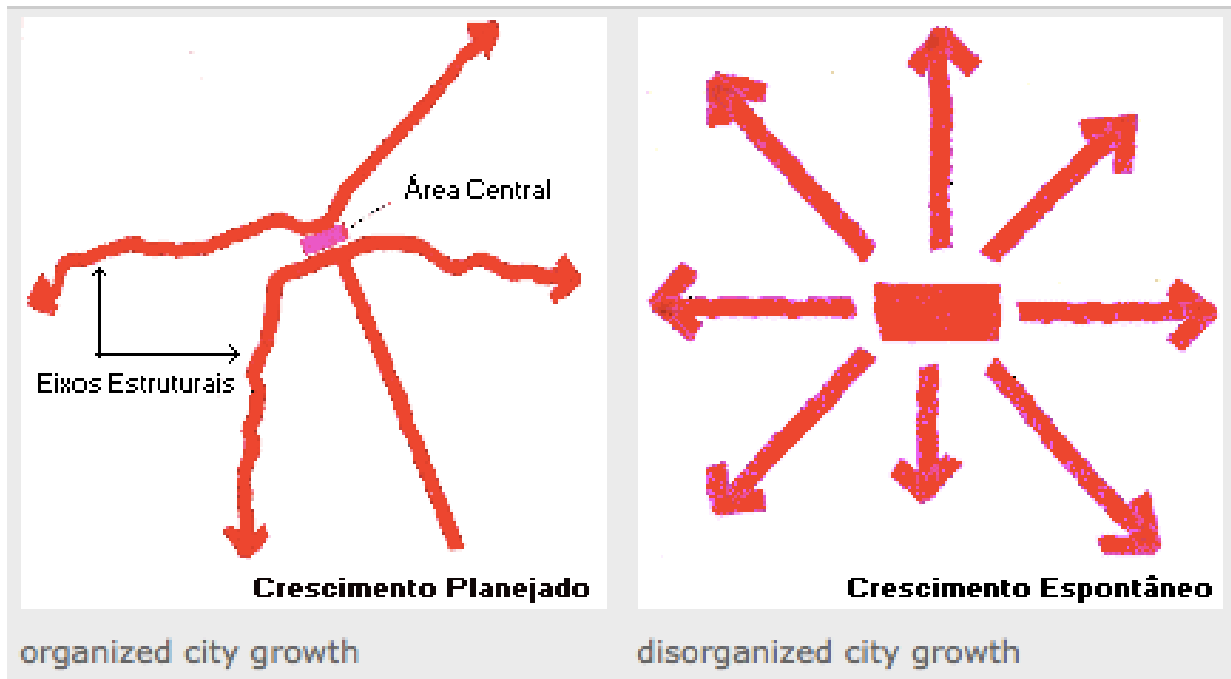 Área Central
Eixos Estruturais
Crescimento Planejado
organized city growth
Crescimento Espontâneo
disorganized city growth